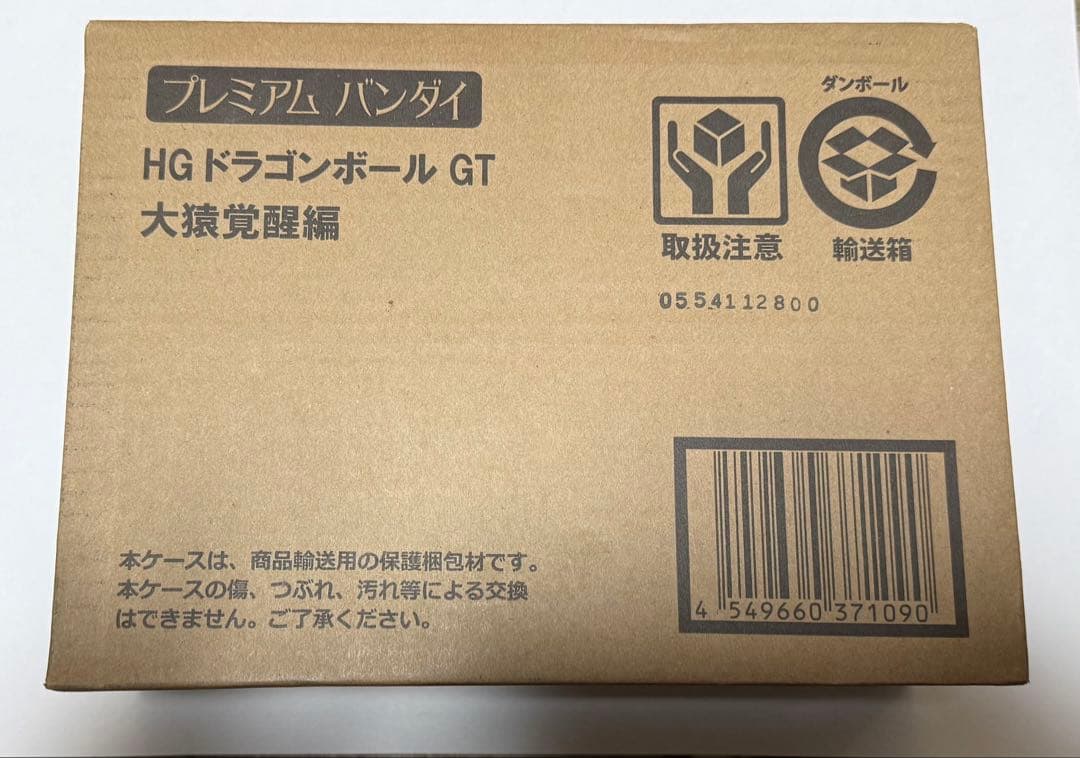 プレミアム バンダイ
HGドラゴンボール GT
大猿覚醒編
ダンボール
取扱注意
輸送箱
0554112800
本ケースは、商品輸送用の保護梱包材です。
本ケースの傷、つぶれ、汚れ等による交換
はできません。ご了承ください。
4 549660 371090